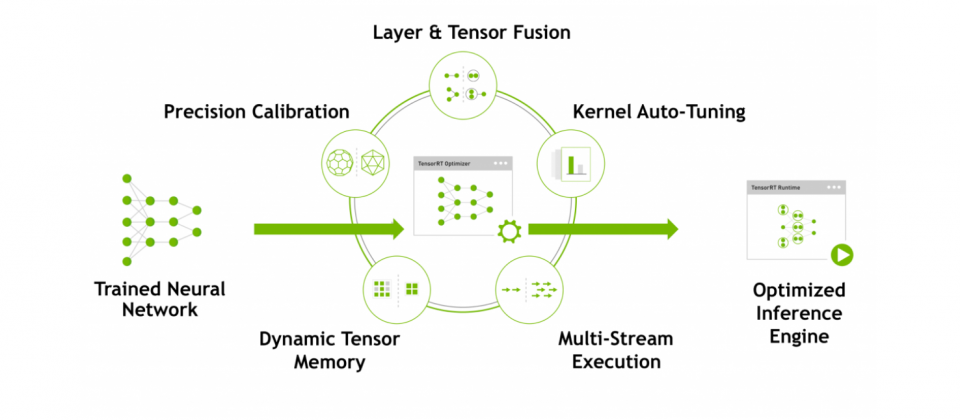 Layer & Tensor Fusion
Precision Calibration
Kernel Auto-Tuning
TensorRT Optimizer
TensorRT Runtime
Trained Neural
Network
Optimized
Inference
Engine
Dynamic Tensor
Memory
Multi-Stream
Execution